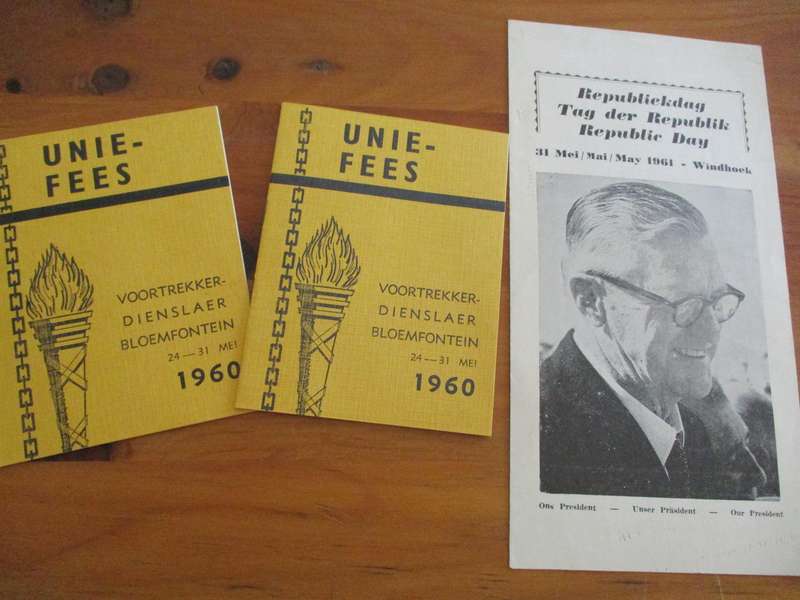 UNIE-
FEES
VOORTREKKER-
DIENSLAER
BLOEMFONTEIN
24—31 MEI
1960
UNIE-
FEES
VOORTREKKER-
DIENSLAER
BLOEMFONTEIN
24—31 MEI
1960
Republiekdag
Tag der Republik
Republic Day
31 Mei/Mai/May 1961 - Windhoek
Ons President — Unser Präsident — Our President